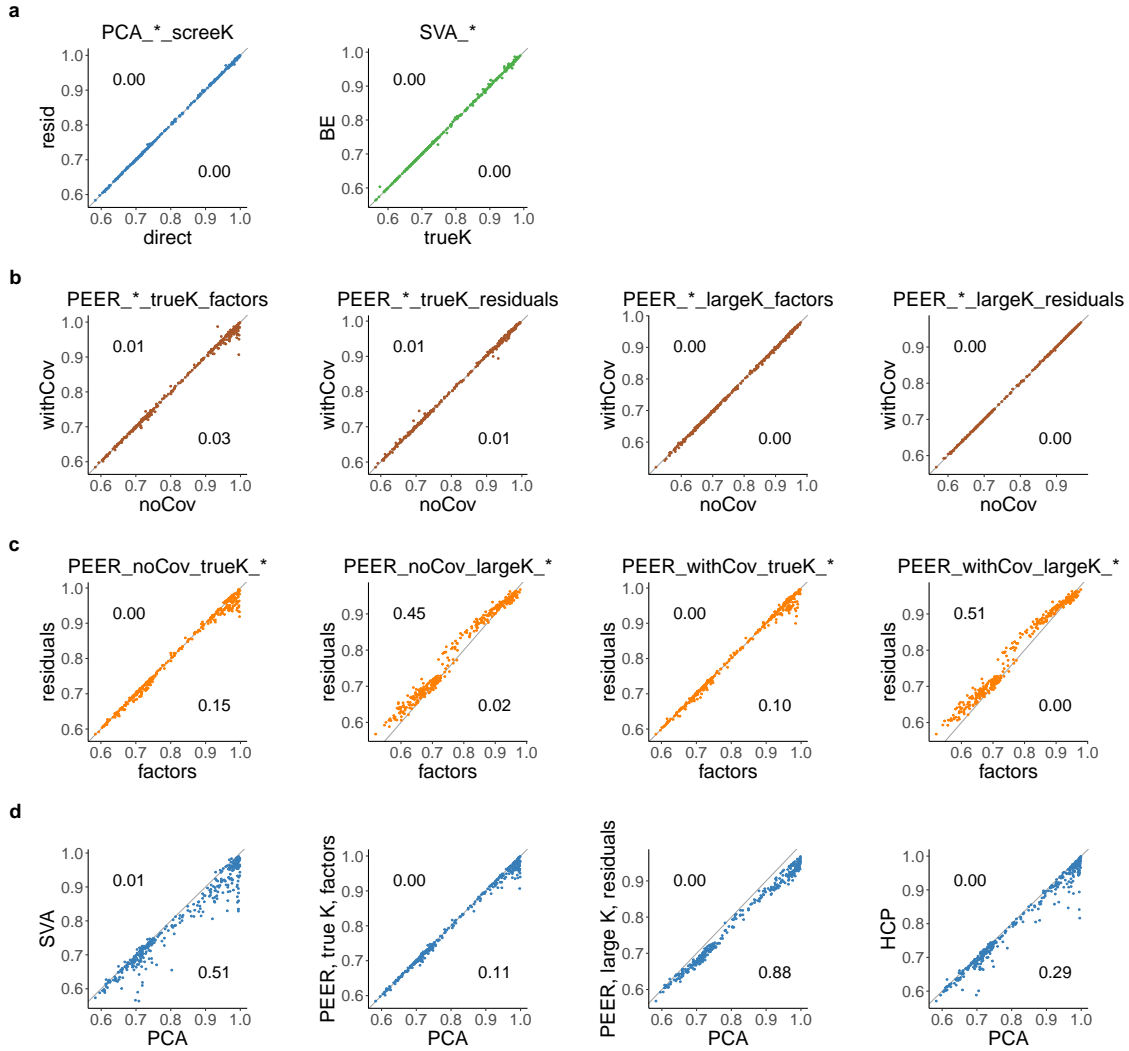 a
PCA_*_screeK
SVA_*
resid
1.0
0.9
0.8
0.7
0.6
0.00
0.00
0.6 0.7 0.8 0.9 1.0
direct
BE
1.0
0.9
0.8
0.7
0.6
0.00
0.00
0.6 0.7 0.8 0.9 1.0
trueK
b
PEER_*_trueK_factors
withCov
1.0
0.9
0.8
0.7
0.6
0.01
0.03
0.6 0.7 0.8 0.9 1.0
noCov
PEER_*_trueK_residuals
withCov
1.0
0.9
0.8
0.7
0.6
0.01
0.01
0.6 0.7 0.8 0.9 1.0
noCov
PEER_*_largeK_factors
withCov
1.0
0.9
0.8
0.7
0.6
0.00
0.00
0.6 0.7 0.8 0.9 1.0
noCov
PEER_*_largeK_residuals
withCov
0.9
0.8
0.7
0.6
0.00
0.00
0.6 0.7 0.8 0.9
noCov
c
PEER_noCov_trueK_*
residuals
1.0
0.9
0.8
0.7
0.6
0.00
0.15
0.6 0.7 0.8 0.9 1.0
factors
PEER_noCov_largeK_*
residuals
0.9
0.8
0.7
0.6
0.45
0.02
0.6 0.7 0.8 0.9 1.0
factors
PEER_withCov_trueK_*
residuals
1.0
0.9
0.8
0.7
0.6
0.00
0.10
0.6 0.7 0.8 0.9 1.0
factors
PEER_withCov_largeK_*
residuals
0.9
0.8
0.7
0.6
0.51
0.00
0.6 0.7 0.8 0.9 1.0
factors
d
SVA
1.0
0.9
0.8
0.7
0.6
0.01
0.51
0.6 0.7 0.8 0.9 1.0
PCA
PEER, true K, factors
1.0
0.9
0.8
0.7
0.6
0.00
0.11
0.6 0.7 0.8 0.9 1.0
PCA
PEER, large K, residuals
0.9
0.8
0.7
0.6
0.00
0.88
0.6 0.7 0.8 0.9 1.0
PCA
HCP
1.0
0.9
0.8
0.7
0.6
0.00
0.29
0.6 0.7 0.8 0.9 1.0
PCA